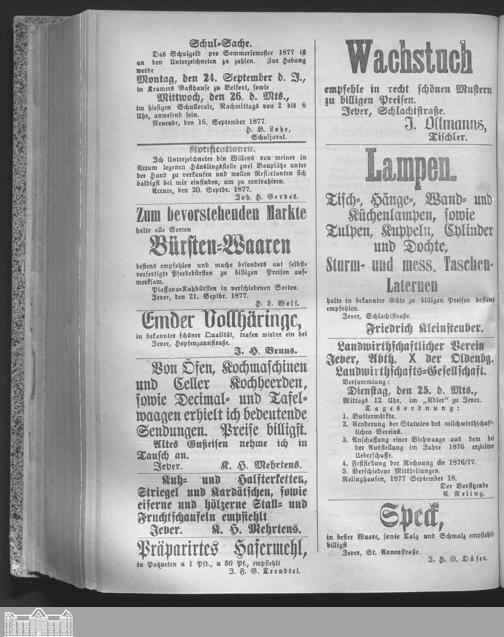 Schul-Sache.
Das Schulgeld pro Sommersemester 1877 ist
an den Unterzeichneten zu zahlen. Zur Hebung
werde
Montag, den 24. September d. J.,
in Kramers Gasthause zu Belfort, sowie
Mittwoch, den 26. d. Mts.,
im hiesigen Schullocale, Nachmittags von 2 bis 6
Uhr, anwesend sein.
Neuende, den 16. September 1877.
H. B. Lohe,
Schuljurat.
Notificationen.
Ich Unterzeichneter bin Willens von meiner in
Accum legenen Häuslingsstelle zwei Bauplätze unter
der Hand zu verkaufen und wollen Reflectanten sich
baldigst bei mir einfinden, um zu contrahiren.
Accum, den 20. Septbr. 1877.
Joh. H. Gerdes.
Zum bevorstehenden Markte
halte alle Sorten
Bürsten-Waaren
bestens empfohlen und mache besonders auf selbst-
verfertigte Pferdebürsten zu billigen Preisen auf-
merksam.
Piassava-Kuhbürsten in verschiedenen Sorten.
Jever, den 21. Septbr. 1877.
H. L. Wolf.
Emder Vollhäringe,
in bekannter schöner Qualität, trafen wieder ein bei
Jever, Hopfenzaunstraße.
J. H. Bruns.
Von Öfen, Kochmaschinen
und Celler Kochheerden,
sowie Decimal- und Tafel-
waagen erhielt ich bedeutende
Sendungen. Preise billigst.
Altes Gußeisen nehme ich in
Tausch an.
Jever. K. H. Mehrtens.
Kuh- und Halfterketten,
Striegel und Kardätschen, sowie
eiserne und hölzerne Stall- und
Fruchtschaufeln empfiehlt
Jever. K. H. Mehrtens.
Präparirtes Hafermehl,
in Paqueten a 1 Pfd., a 50 Pf., empfiehlt
J. F. G. Trendtel.
Wachstuch
empfehle in recht schönen Mustern
zu billigen Preisen.
Jever, Schlachtstraße.
J. Oltmanns,
Tischler.
Lampen.
Tisch-, Hänge-, Wand- und
Küchenlampen, sowie
Tulpen, Kuppeln, Cylinder
und Dochte,
Sturm- und mess. Taschen-
Laternen
halte in bekannter Güte zu billigen Preisen bestens
empfohlen.
Jever, Schlachtstraße.
Friedrich Kleinsteuber.
Landwirthschaftlicher Verein
Jever, Abth. X der Oldenbg.
Landwirthschafts-Gesellschaft.
Versammlung:
Dienstag, den 25. d. Mts.,
Mittags 12 Uhr, im „Adler" zu Jever.
Tagesordnung:
1. Buttermärkte.
2. Aenderung der Statuten des milchwirthschaft-
lichen Vereins.
3. Anschaffung einer Viehwaage aus dem bei
der Ausstellung im Jahre 1876 erzielten
Ueberschusse.
4. Feststellung der Rechnung de 1876/77.
5. Verschiedene Mittheilungen.
Relinghausen, 1877 September 18.
Der Vorsitzende
A. Reling.
Speck,
in bester Waare, sowie Talg und Schmalz empfiehlt
billigst
Jever, St. Annenstraße.
J. H. G. Düser.